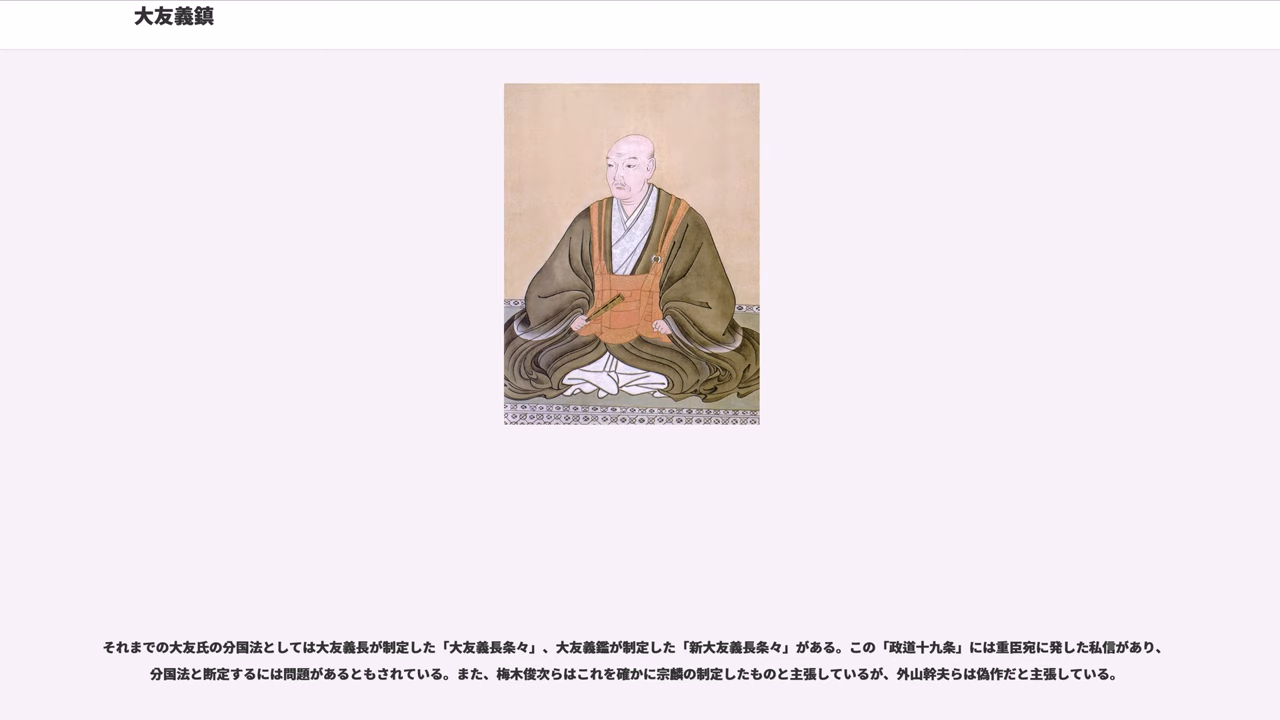 大友義鎮
それまでの大友氏の分国法としては大友義長が制定した「大友義長条々」、大友義鑑が制定した「新大友義長条々」がある。この「政道十九条」には重臣宛に発した私信があり、
分国法と断定するには問題があるともされている。また、梅木俊次らはこれを確かに宗麟の制定したものと主張しているが、外山幹夫らは偽作だと主張している。